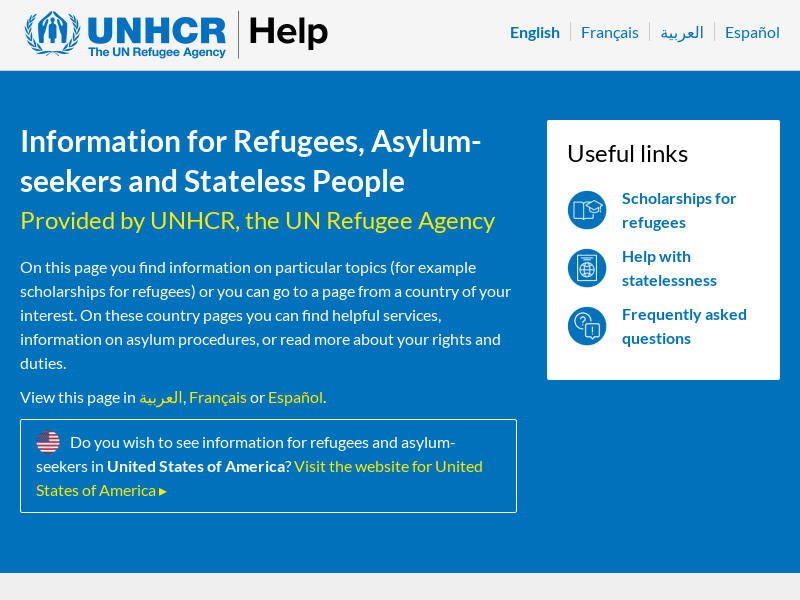 UNHCR
The UN Refugee Agency
Help
English
Français
العربية
Español
Information for Refugees, Asylum-
seekers and Stateless People
Provided by UNHCR, the UN Refugee Agency
On this page you find information on particular topics (for example
scholarships for refugees) or you can go to a page from a country of your
interest. On these country pages you can find helpful services,
information on asylum procedures, or read more about your rights and
duties.
View this page in العربية, Français or Español.
Do you wish to see information for refugees and asylum-
seekers in United States of America? Visit the website for United
States of America ▸
Useful links
Scholarships for
refugees
Help with
statelessness
Frequently asked
questions